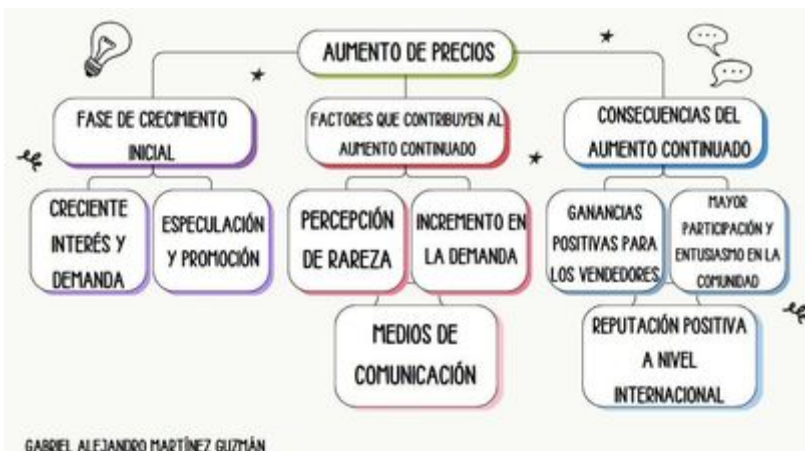 AUMENTO DE PRECIOS
FASE DE CRECIMIENTO
INICIAL
FACTORES QUE CONTRIBUYEN AL
AUMENTO CONTINUADO
CONSECUENCIAS DEL
AUMENTO CONTINUADO
CRECIENTE
INTERÉS Y
DEMANDA
ESPECULACIÓN
Y PROMOCIÓN
PERCEPCIÓN
DE RAREZA
INCREMENTO EN
LA DEMANDA
GANANCIAS
POSITIVAS PARA
LOS VENDEDORES
MAYOR
PARTICIPACIÓN Y
ENTUSIASMO EN LA
COMUNIDAD
MEDIOS DE
COMUNICACIÓN
REPUTACIÓN POSITIVA
A NIVEL
INTERNACIONAL
GABRIEL ALEJANDRO MARTÍNEZ GUZMÁN